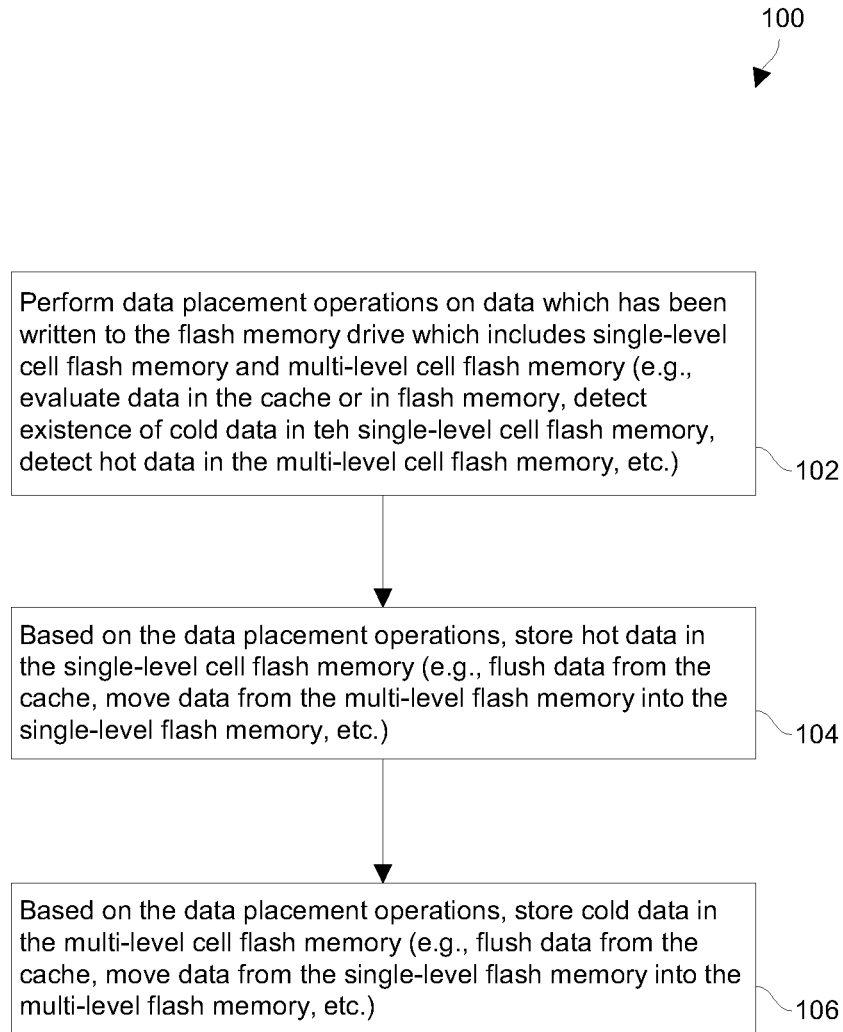 100
Perform data placement operations on data which has been
written to the flash memory drive which includes single-level
cell flash memory and multi-level cell flash memory (e.g.,
evaluate data in the cache or in flash memory, detect
existence of cold data in teh single-level cell flash memory,
detect hot data in the multi-level cell flash memory, etc.)
102
Based on the data placement operations, store hot data in
the single-level cell flash memory (e.g., flush data from the
cache, move data from the multi-level flash memory into the
single-level flash memory, etc.)
104
Based on the data placement operations, store cold data in
the multi-level cell flash memory (e.g., flush data from the
cache, move data from the single-level flash memory into the
multi-level flash memory, etc.)
106